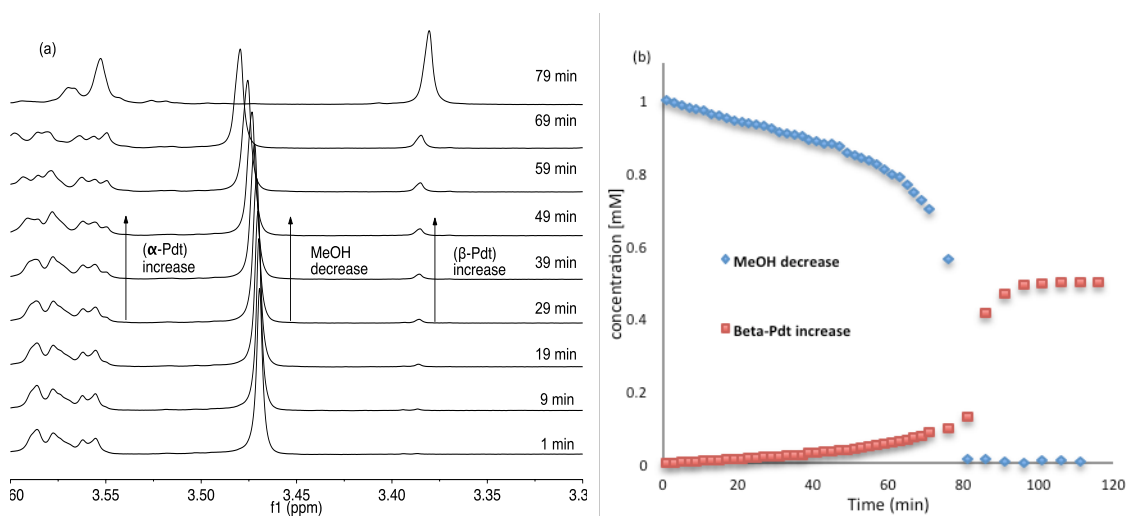 (a)
79 min
69 min
59 min
49 min
39 min
29 min
19 min
9 min
1 min
(α-Pdt)
increase
MeOH
decrease
(β-Pdt)
increase
60 3.55 3.50 3.45 3.40 3.35 3.3
f1 (ppm)
(b)
concentration [mM]
1
0.8
0.6
0.4
0.2
0
MeOH decrease
Beta-Pdt increase
0 20 40 60 80 100 120
Time (min)